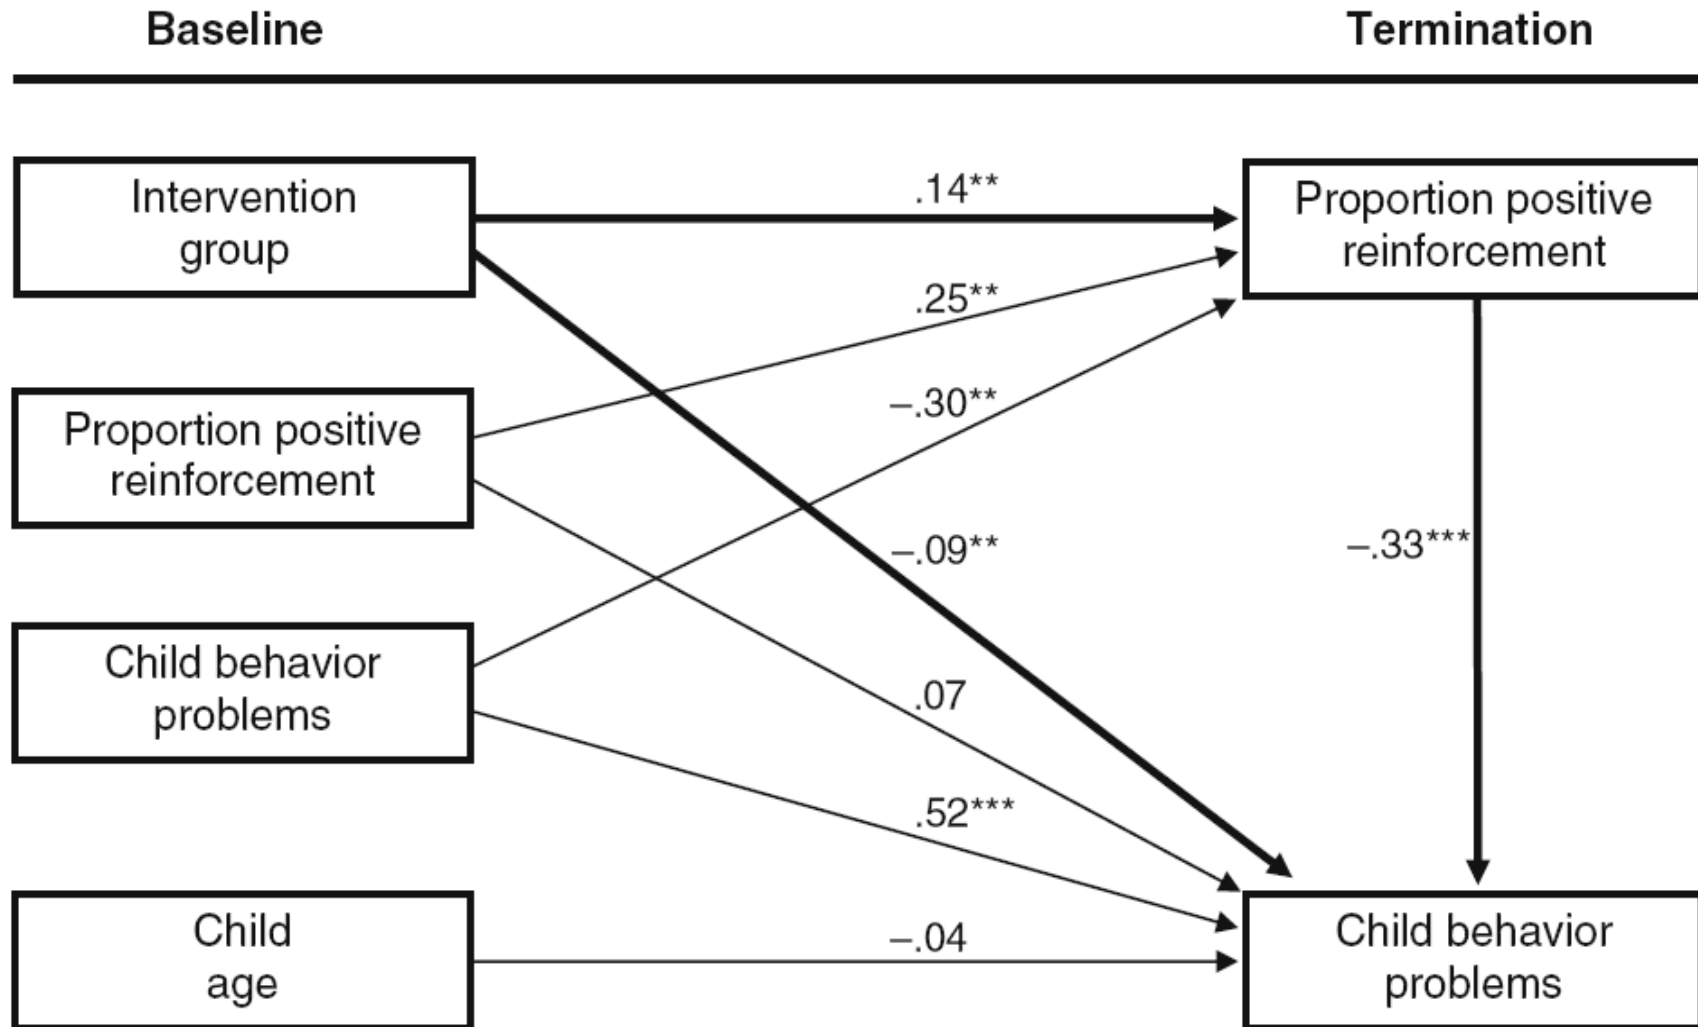 Baseline
Termination
Intervention
group
.14**
Proportion positive
reinforcement
.25**
Proportion positive
reinforcement
–.30**
–.09**
–.33***
Child behavior
problems
.07
.52***
Child
age
–.04
Child behavior
problems